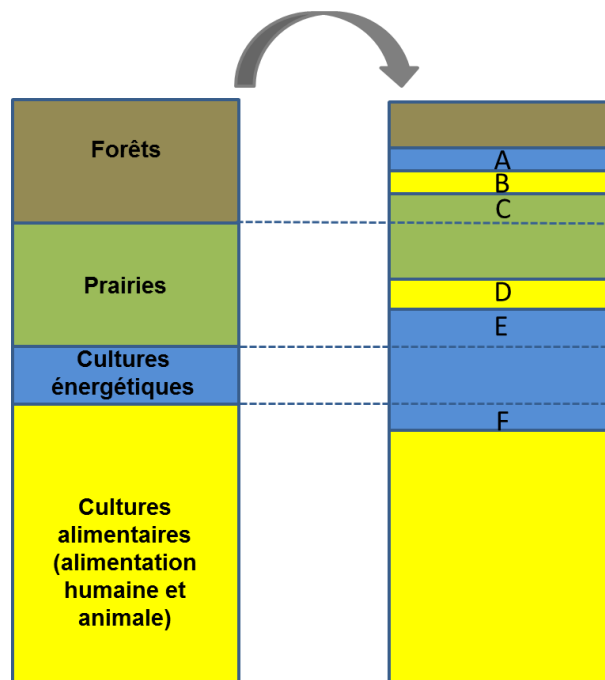 Forêts
Prairies
Cultures
énergétiques
Cultures
alimentaires
(alimentation
humaine et
animale)
A
B
C
D
E
F